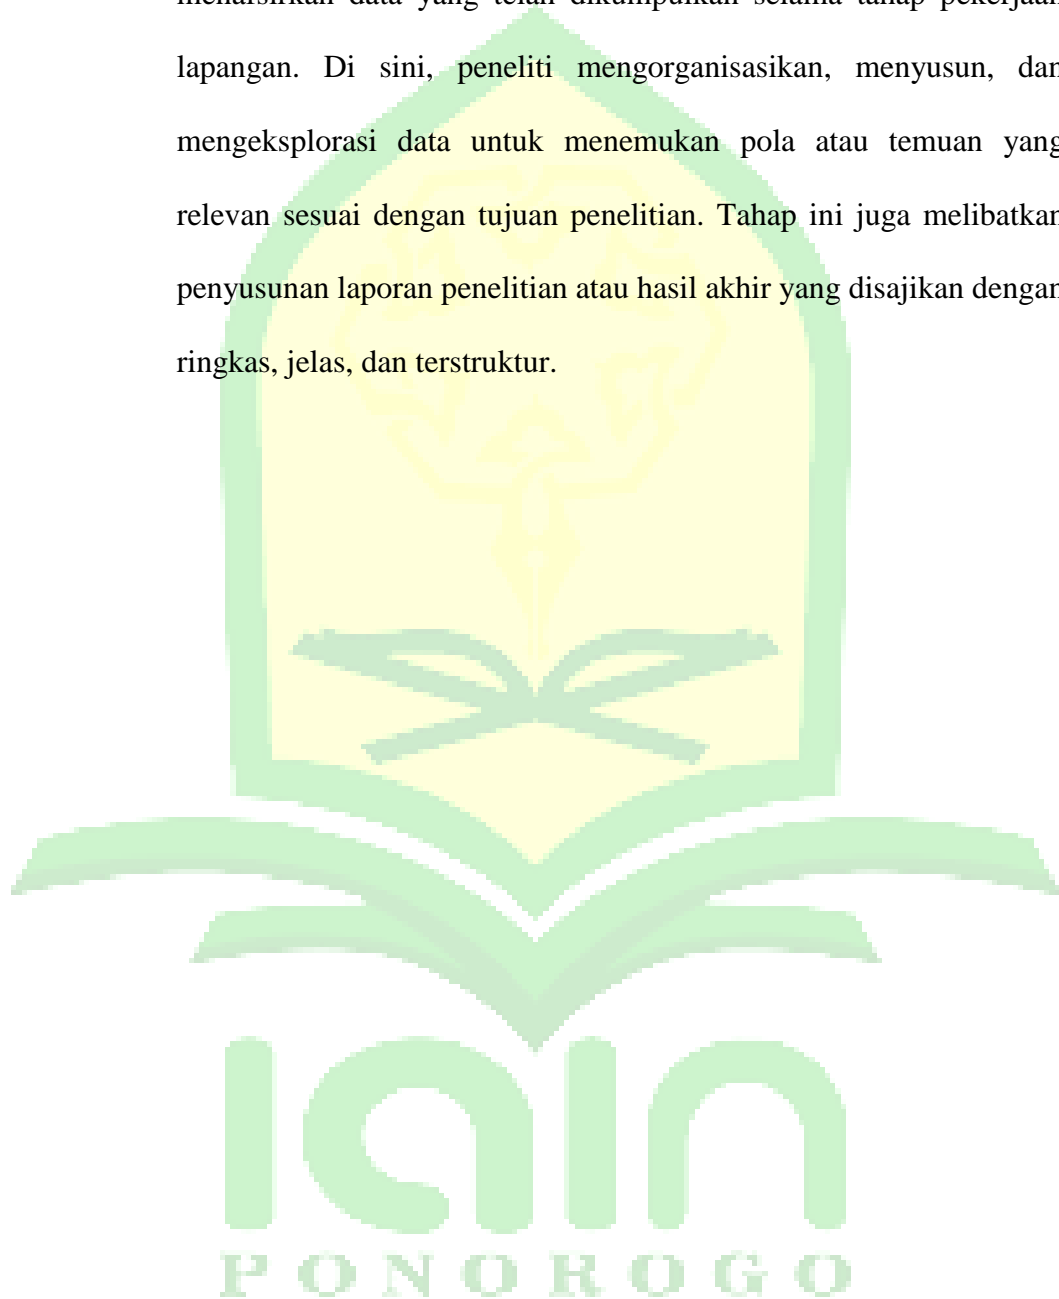 menafsirkan data yang telah dikumpulkan selama tahap pekerjaan
lapangan. Di sini, peneliti mengorganisasikan, menyusun, dan
mengeksplorasi data untuk menemukan pola atau temuan yang
relevan sesuai dengan tujuan penelitian. Tahap ini juga melibatkan
penyusunan laporan penelitian atau hasil akhir yang disajikan dengan
ringkas, jelas, dan terstruktur.
iain
PONOROGO